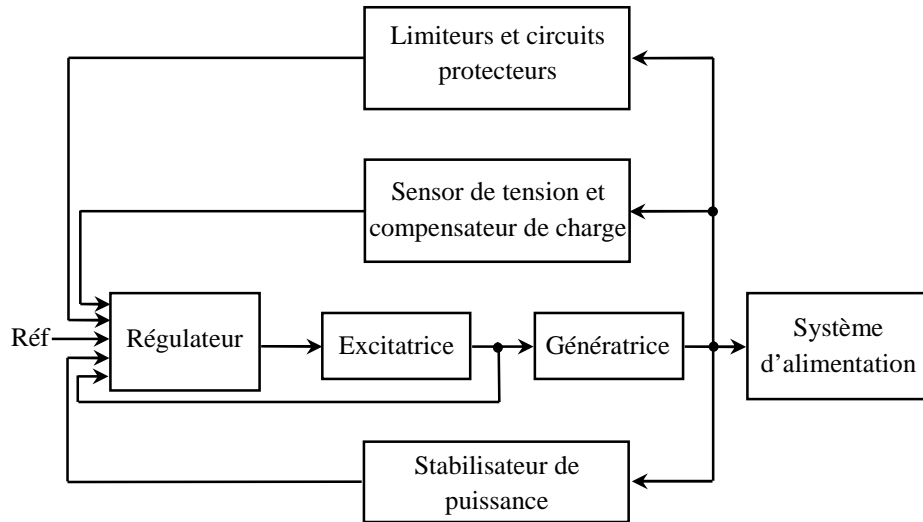 Limiteurs et circuits
protecteurs
Sensor de tension et
compensateur de charge
Réf
Régulateur
Excitatrice
Génératrice
Système
d’alimentation
Stabilisateur de
puissance